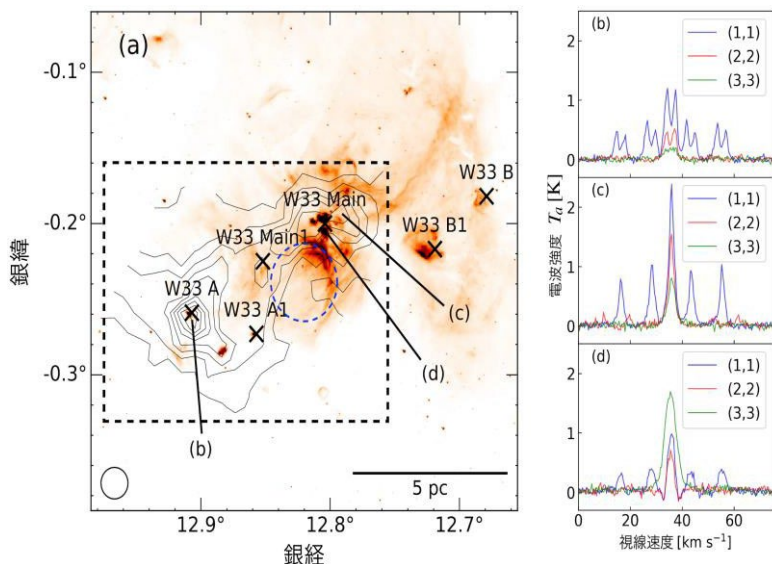 (a)
-0.1°
-0.2°
-0.3°
銀緯
W33 B
W33 Main
W33 B1
W33 Main1
W33 A
W33 A1
(c)
(d)
(b)
5 pc
12.9°
12.8°
12.7°
銀経
(b)
(1,1)
(2,2)
(3,3)
2
1
0
(c)
(1,1)
(2,2)
(3,3)
2
1
0
(d)
(1,1)
(2,2)
(3,3)
2
1
0
電波強度 Ta [K]
0
20
40
60
視線速度 [km s⁻¹]